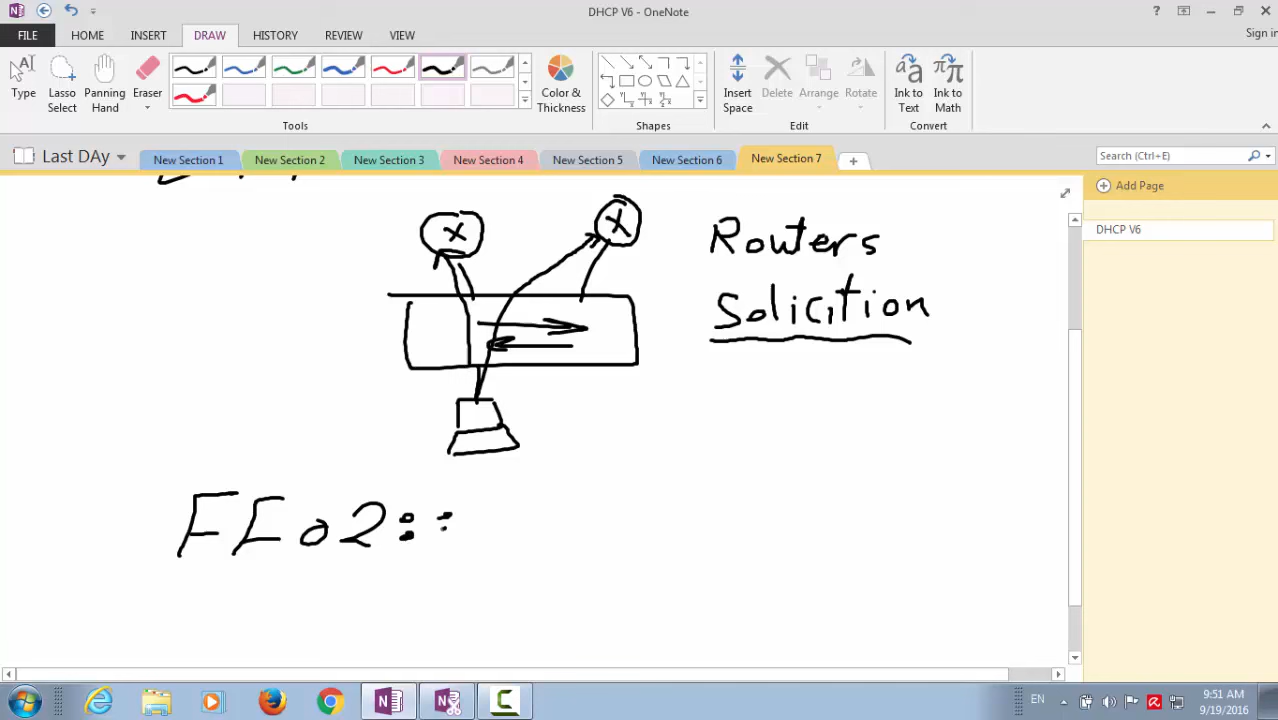 DHCP V6 - OneNote
?
Sign in
FILE HOME INSERT DRAW HISTORY REVIEW VIEW
Type
Lasso Select
Panning Hand
Eraser
Color & Thickness
Insert Space
Delete
Arrange
Rotate
Ink to Text
Ink to Math
Tools
Shapes
Edit
Convert
Last DAy
New Section 1
New Section 2
New Section 3
New Section 4
New Section 5
New Section 6
New Section 7
Search (Ctrl+E)
Add Page
DHCP V6
X
X
Routers
Solicition
FF02::
EN
9:51 AM
9/19/2016